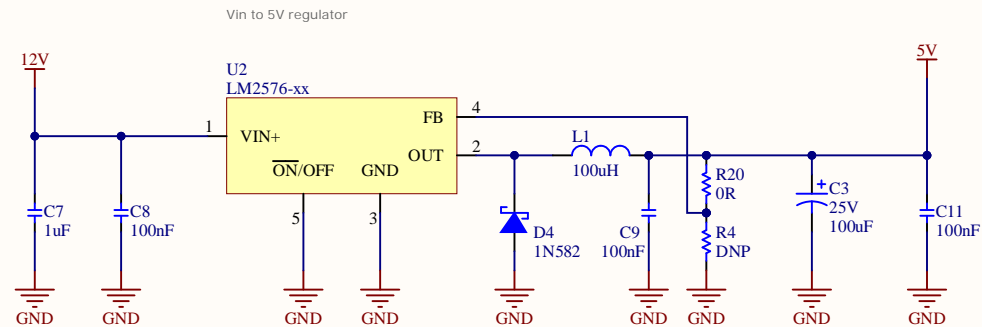 Vin to 5V regulator
12V
5V
U2
LM2576-xx
1
VIN+
FB
4
OUT
2
ON/OFF
GND
5
3
L1
100uH
C7
1uF
C8
100nF
D4
1N582
C9
100nF
R20
0R
R4
DNP
C3
25V
100uF
C11
100nF
+
GND
GND
GND
GND
GND
GND
GND
GND
GND